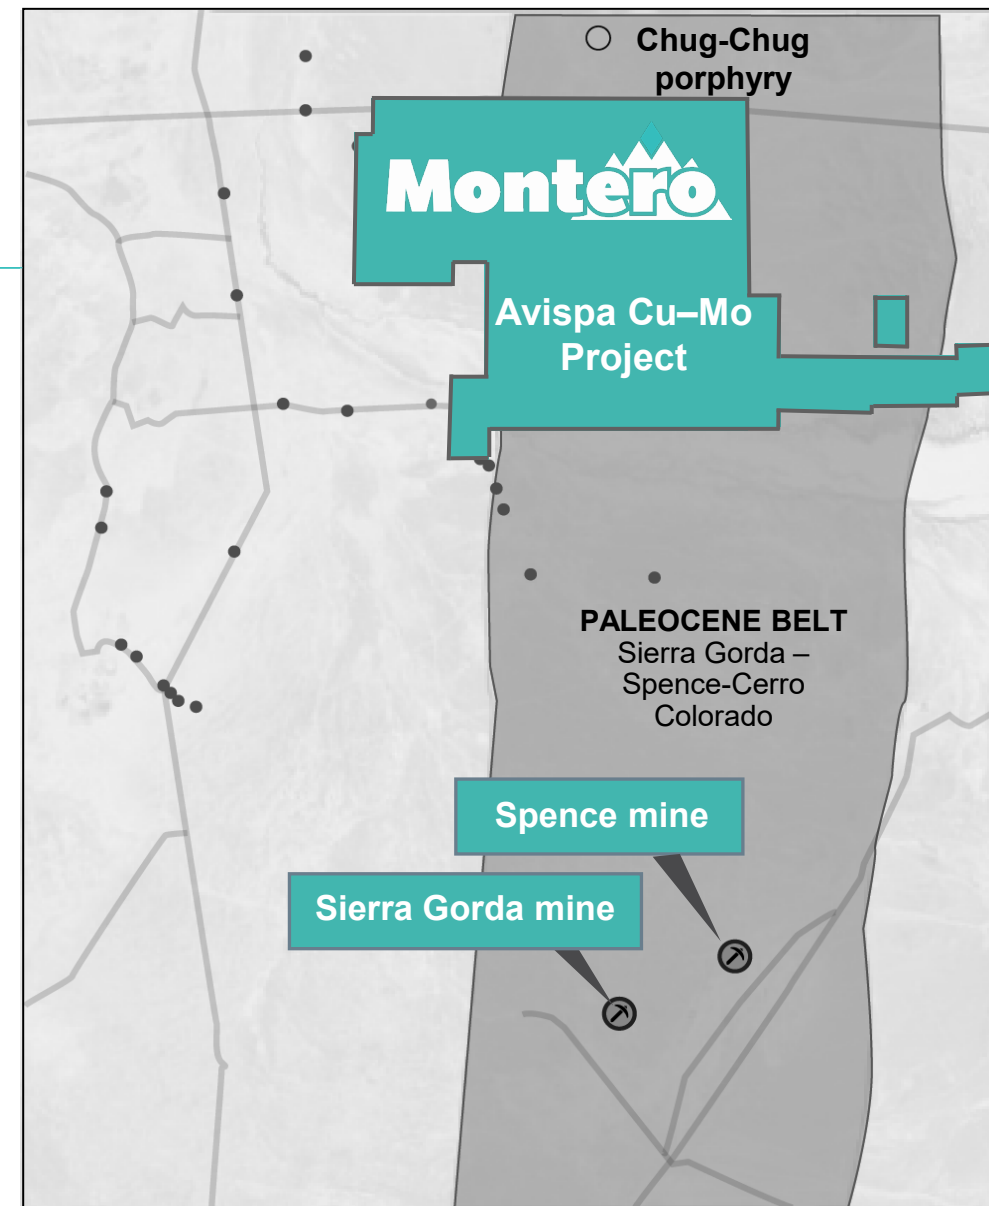 Chug-Chug
porphyry
Montero
Avispa Cu–Mo
Project
PALEOCENE BELT
Sierra Gorda –
Spence-Cerro
Colorado
Spence mine
Sierra Gorda mine